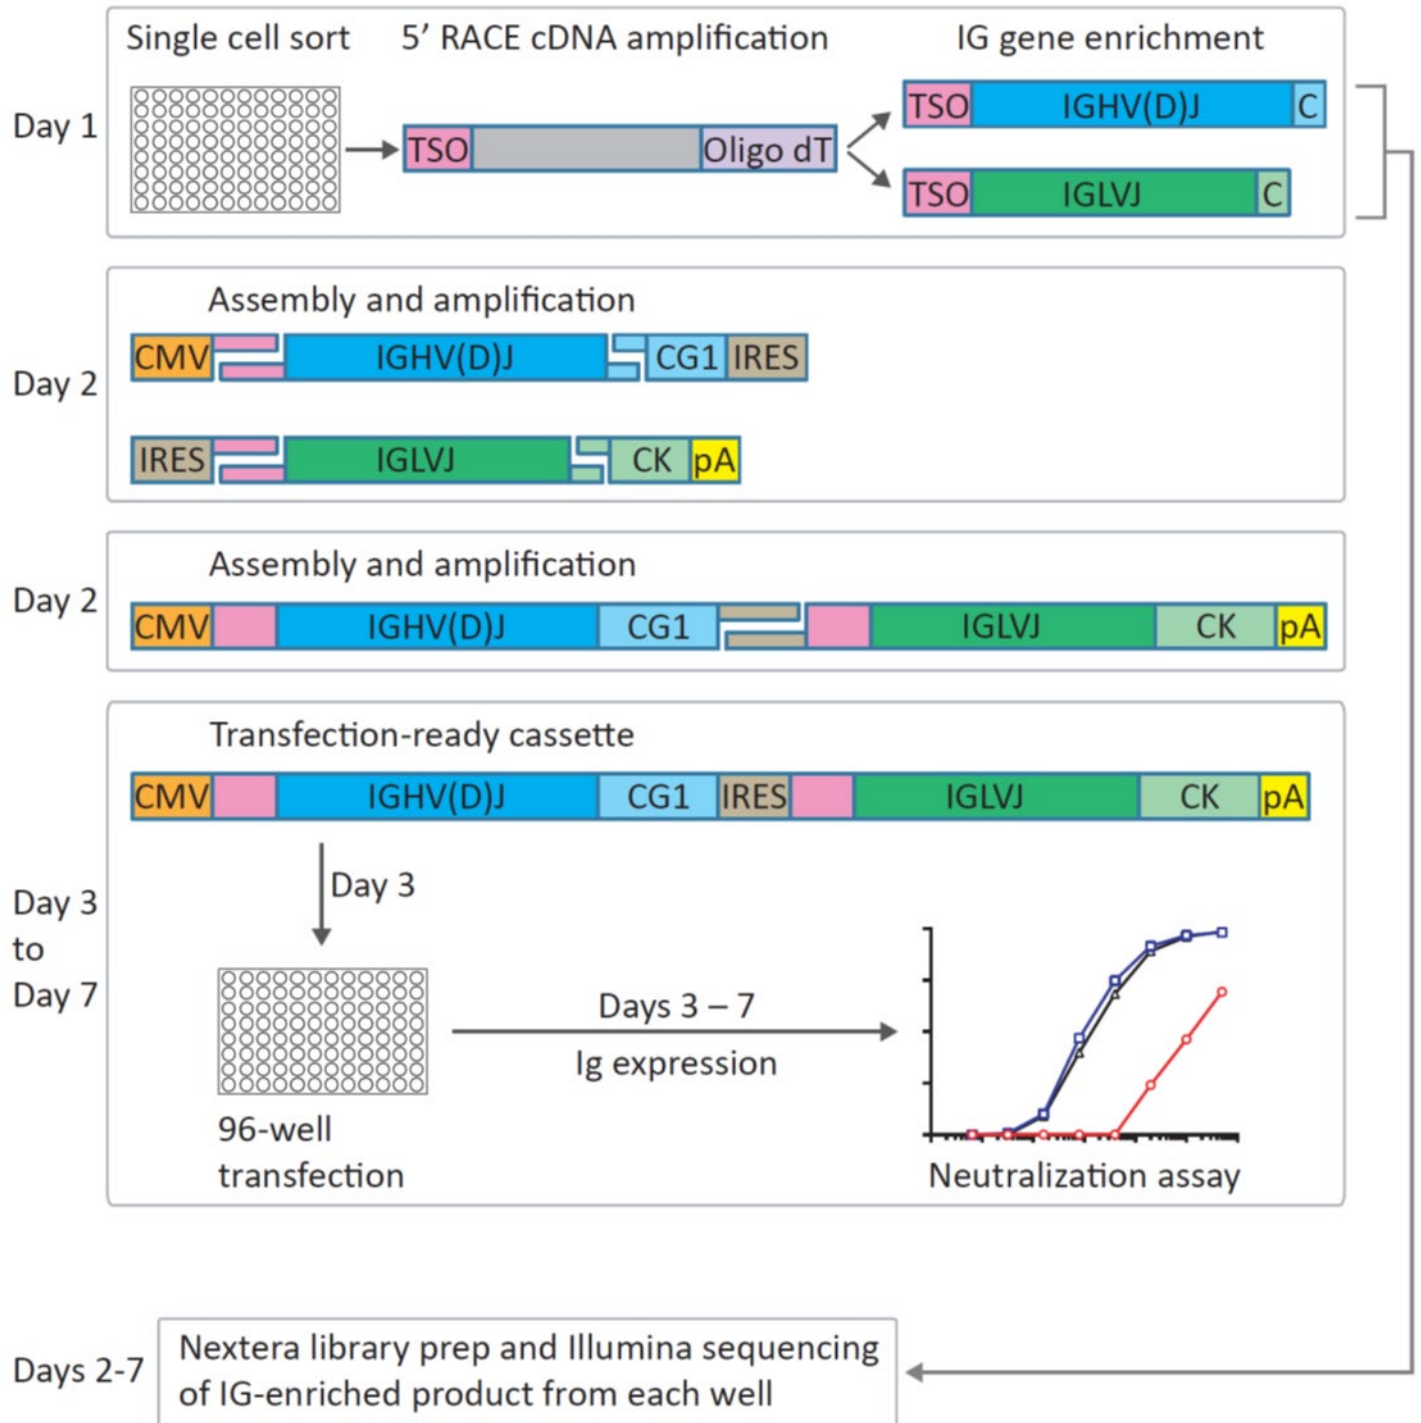 Single cell sort
5’ RACE cDNA amplification
IG gene enrichment
Day 1
TSO
Oligo dT
TSO
IGHV(D)J
C
TSO
IGLVJ
C
Assembly and amplification
Day 2
CMV
IGHV(D)J
CG1
IRES
IRES
IGLVJ
CK
pA
Assembly and amplification
Day 2
CMV
IGHV(D)J
CG1
IGLVJ
CK
pA
Transfection-ready cassette
CMV
IGHV(D)J
CG1
IRES
IGLVJ
CK
pA
Day 3
to
Day 7
Day 3
96-well
transfection
Days 3 – 7
Ig expression
Neutralization assay
Days 2-7
Nextera library prep and Illumina sequencing
of IG-enriched product from each well